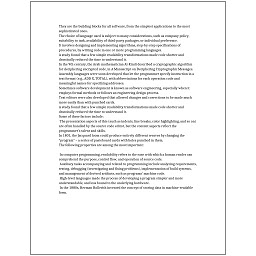 They are the building blocks for all software, from the simplest applications to the most
sophisticated ones.
The choice of language used is subject to many considerations, such as company policy,
suitability to task, availability of third-party packages, or individual preference.
It involves designing and implementing algorithms, step-by-step specifications of
procedures, by writing code in one or more programming languages.
A study found that a few simple readability transformations made code shorter and
drastically reduced the time to understand it.
In the 9th century, the Arab mathematician Al-Kindi described a cryptographic algorithm
for deciphering encrypted code, in A Manuscript on Deciphering Cryptographic Messages.
Assembly languages were soon developed that let the programmer specify instruction in a
text format (e.g., ADD X, TOTAL), with abbreviations for each operation code and
meaningful names for specifying addresses.
Sometimes software development is known as software engineering, especially when it
employs formal methods or follows an engineering design process.
Text editors were also developed that allowed changes and corrections to be made much
more easily than with punched cards.
A study found that a few simple readability transformations made code shorter and
drastically reduced the time to understand it.
Some of these factors include:
The presentation aspects of this (such as indents, line breaks, color highlighting, and so on)
are often handled by the source code editor, but the content aspects reflect the
programmer's talent and skills.
In 1801, the Jacquard loom could produce entirely different weaves by changing the
"program" – a series of pasteboard cards with holes punched in them.
The following properties are among the most important:
In computer programming, readability refers to the ease with which a human reader can
comprehend the purpose, control flow, and operation of source code.
Auxiliary tasks accompanying and related to programming include analyzing requirements,
testing, debugging (investigating and fixing problems), implementation of build systems,
and management of derived artifacts, such as programs' machine code.
High-level languages made the process of developing a program simpler and more
understandable, and less bound to the underlying hardware.
In the 1880s, Herman Hollerith invented the concept of storing data in machine-readable
form.